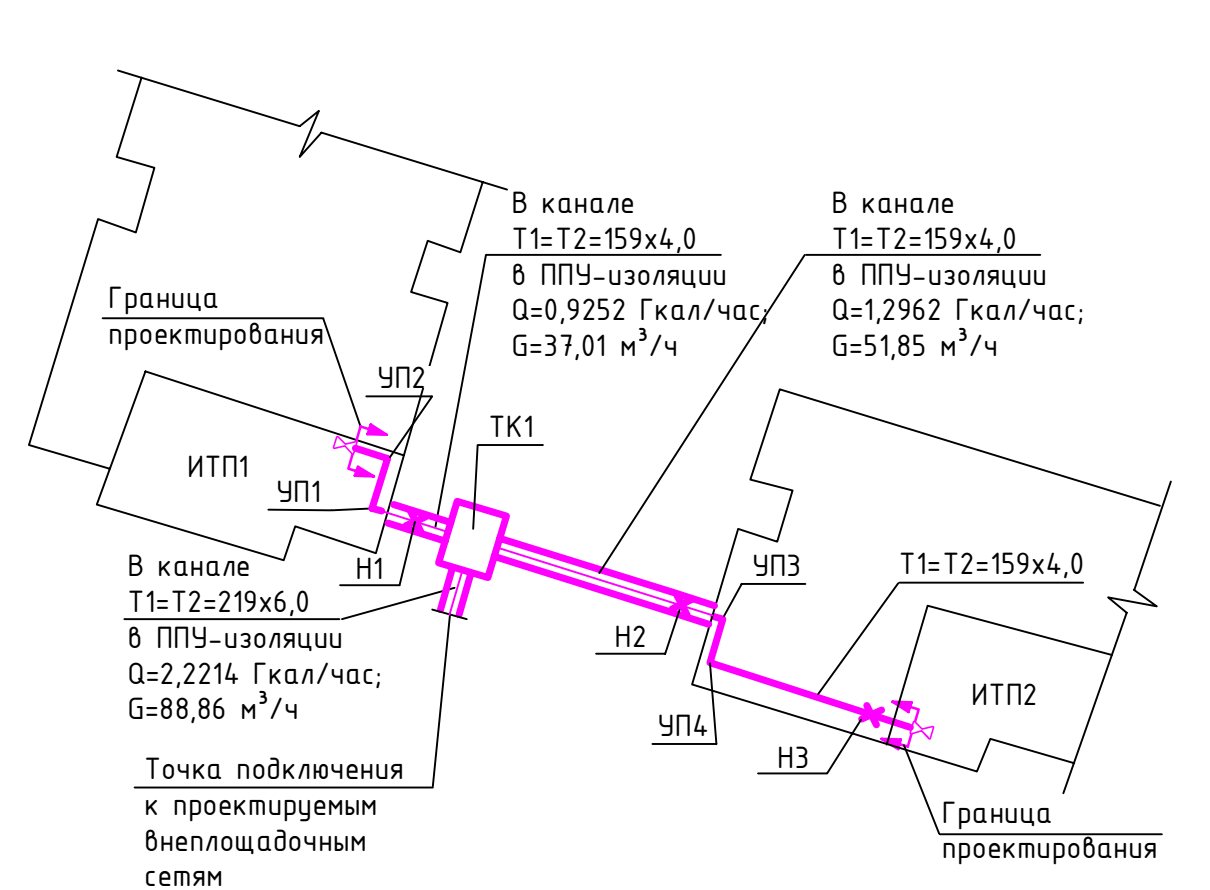 В канале
Т1=Т2=159х4,0
в ППУ-изоляции
Q=0,9252 Гкал/час;
G=37,01 м³/ч
В канале
Т1=Т2=159х4,0
в ППУ-изоляции
Q=1,2962 Гкал/час;
G=51,85 м³/ч
Граница
проектирования
УП2
ТК1
ИТП1
УП1
Н1
В канале
Т1=Т2=219х6,0
в ППУ-изоляции
Q=2,2214 Гкал/час;
G=88,86 м³/ч
УП3
Т1=Т2=159х4,0
Н2
ИТП2
УП4
Н3
Точка подключения
к проектируемым
внеплощадочным
сетям
Граница
проектирования